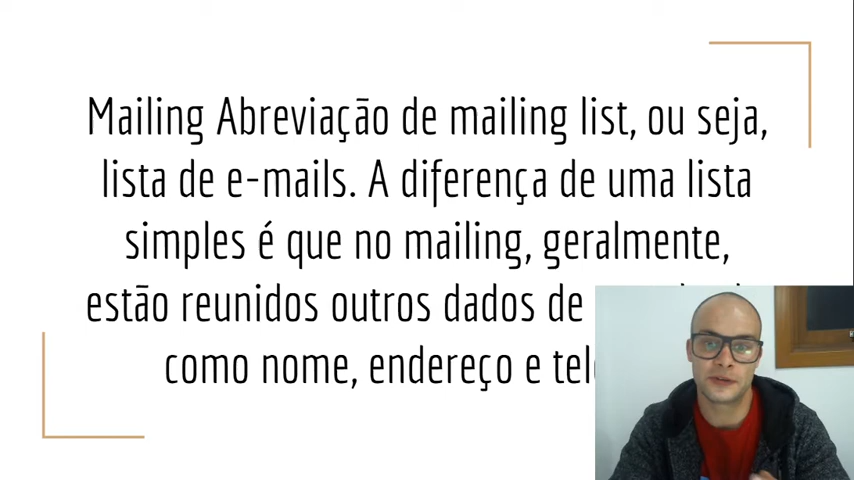 Mailing Abreviação de mailing list, ou seja,
lista de e-mails. A diferença de uma lista
simples é que no mailing, geralmente,
estão reunidos outros dados de
como nome, endereço e